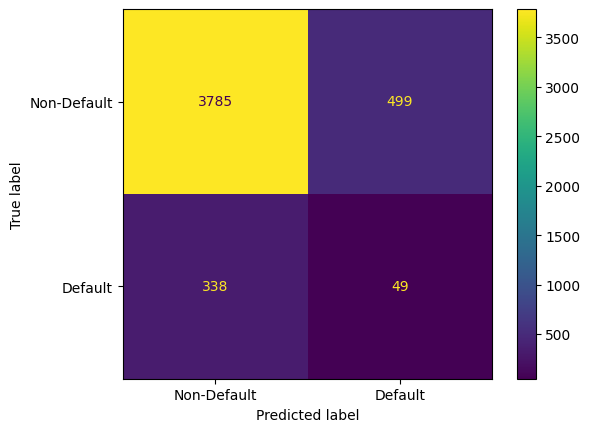 Non-Default
Default
True label
3785
499
338
49
Non-Default
Default
Predicted label
3500
3000
2500
2000
1500
1000
500